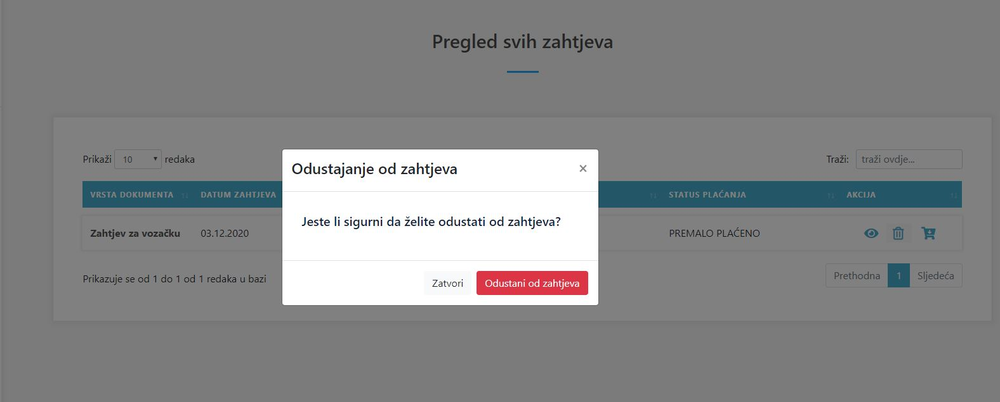 Pregled svih zahtjeva
Prikaži 10 redaka
Traži: traži ovdje...
VRSTA DOKUMENTA DATUM ZAHTJEVA STATUS PLAĆANJA AKCIJA
Zahtjev za vozačku 03.12.2020 PREMALO PLAĆENO
Prikazuje se od 1 do 1 od 1 redaka u bazi
Prethodna 1 Sljedeća
Odustajanje od zahtjeva ×
Jeste li sigurni da želite odustati od zahtjeva?
Zatvori Odustani od zahtjeva